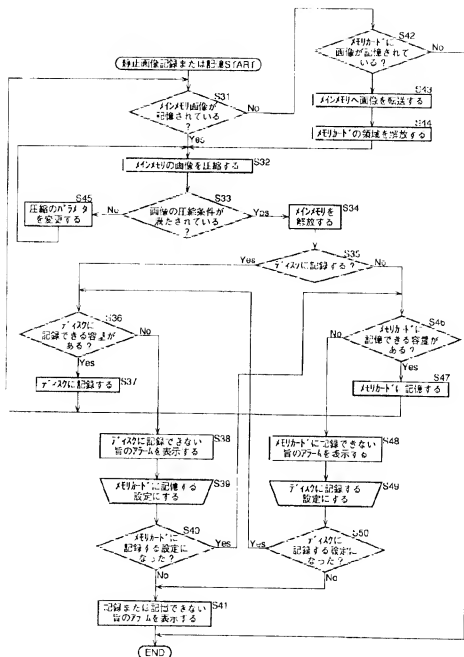 静止画像記録または記憶START
S31
メインメモリ画像が
記憶されている
?
No
Yes
S42
メモリカードに
画像が記憶されて
いる?
No
Yes
S43
メインメモリへ画像を転送する
S44
メモリカードの領域を解放する
S32
メインメモリの画像を圧縮する
S33
画像の圧縮条件が
満たされている
?
No
Yes
S45
圧縮のパラメタ
を変更する
S34
メインメモリを
解放する
S35
ディスクに記録する?
Yes
No
S36
ディスクに
記録できる容量が
ある?
No
Yes
S37
ディスクに記録する
S46
メモリカードに
記憶できる容量が
ある?
No
Yes
S47
メモリカードに記憶する
S38
ディスクに記録できない
旨のアラームを表示する
S39
メモリカードに記憶する
設定にする
S40
メモリカードに
記録する設定に
なった?
Yes
No
S48
メモリカードに記録できない
旨のアラームを表示する
S49
ディスクに記録する
設定にする
S50
ディスクに
記録する設定に
なった?
Yes
No
S41
記録または記憶できない
旨のアラムを表示する
END